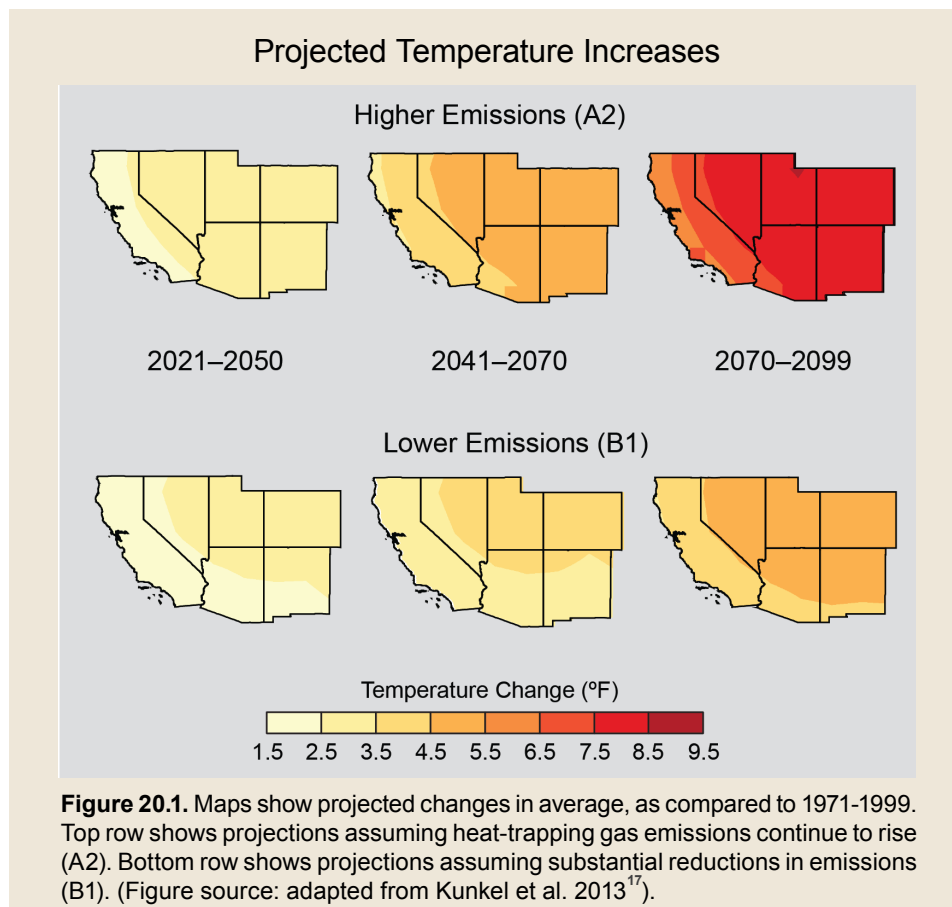 Projected Temperature Increases
Higher Emissions (A2)
2021–2050 2041–2070 2070–2099
Lower Emissions (B1)
Temperature Change (ºF)
1.5 2.5 3.5 4.5 5.5 6.5 7.5 8.5 9.5
Figure 20.1. Maps show projected changes in average, as compared to 1971-1999.
Top row shows projections assuming heat-trapping gas emissions continue to rise
(A2). Bottom row shows projections assuming substantial reductions in emissions
(B1). (Figure source: adapted from Kunkel et al. 2013¹⁷).